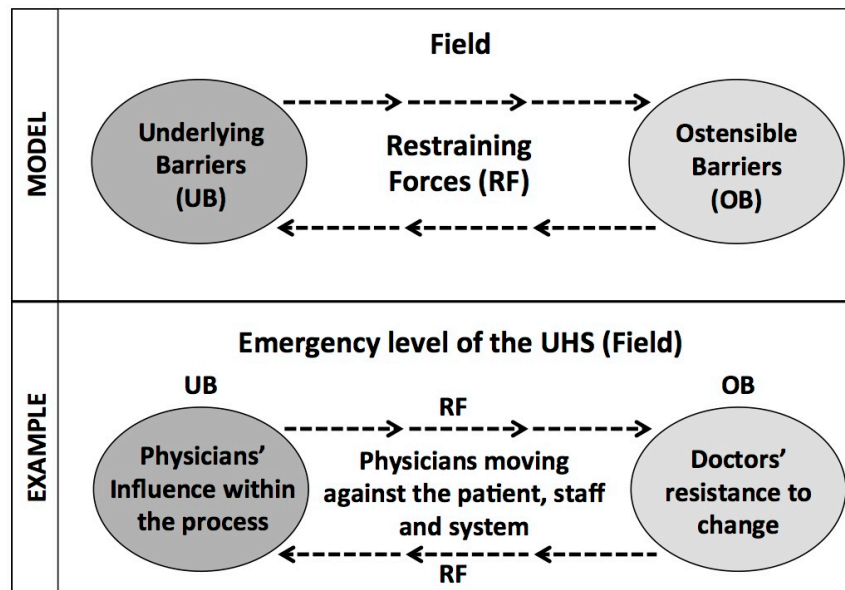 MODEL
Field
Underlying
Barriers
(UB)
Restraining
Forces (RF)
Ostensible
Barriers
(OB)
EXAMPLE
Emergency level of the UHS (Field)
UB
OB
RF
Physicians’
Influence within
the process
Physicians moving
against the patient, staff
and system
Doctors’
resistance to
change
RF